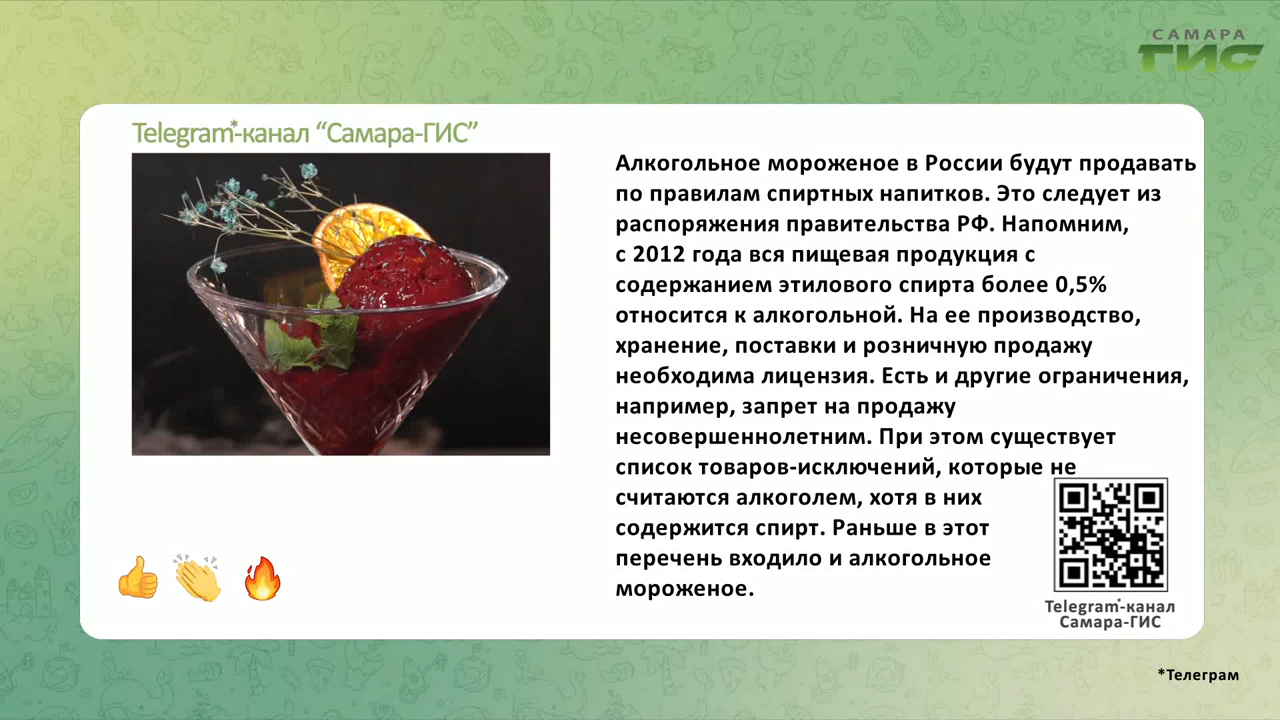 САМАРА
ГИС
Telegram*-канал “Самара-ГИС”
Алкогольное мороженое в России будут продавать
по правилам спиртных напитков. Это следует из
распоряжения правительства РФ. Напомним,
с 2012 года вся пищевая продукция с
содержанием этилового спирта более 0,5%
относится к алкогольной. На ее производство,
хранение, поставки и розничную продажу
необходима лицензия. Есть и другие ограничения,
например, запрет на продажу
несовершеннолетним. При этом существует
список товаров-исключений, которые не
считаются алкоголем, хотя в них
содержится спирт. Раньше в этот
перечень входило и алкогольное
мороженое.
Telegram*-канал
Самара-ГИС
*Телеграм